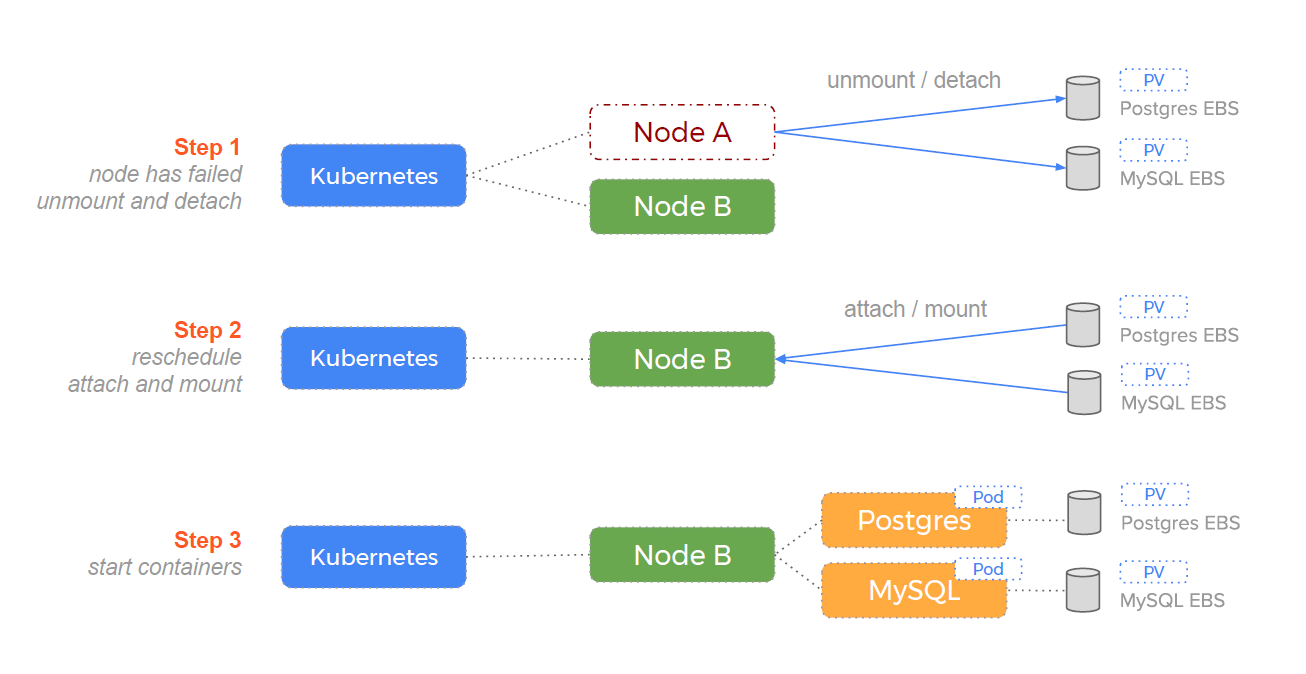 Step 1
node has failed
unmount and detach
Kubernetes
Node A
Node B
unmount / detach
PV
Postgres EBS
PV
MySQL EBS
Step 2
reschedule
attach and mount
Kubernetes
Node B
attach / mount
PV
Postgres EBS
PV
MySQL EBS
Step 3
start containers
Kubernetes
Node B
Pod
Postgres
Pod
MySQL
PV
Postgres EBS
PV
MySQL EBS